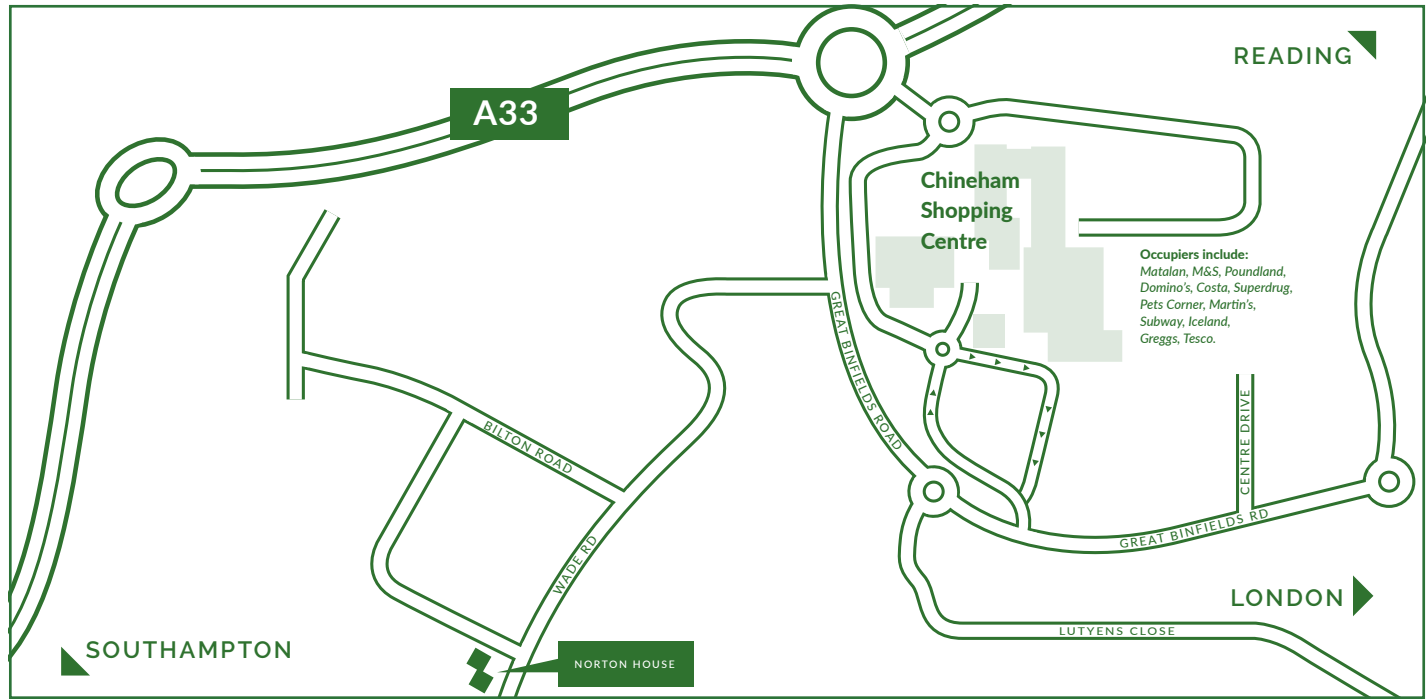 READING
A33
Chineham
Shopping
Centre
Occupiers include:
Matalan, M&S, Poundland,
Domino's, Costa, Superdrug,
Pets Corner, Martin's,
Subway, Iceland,
Greggs, Tesco.
GREAT BINFIELDS ROAD
BILTON ROAD
CENTRE DRIVE
GREAT BINFIELDS RD
WADE RD
LONDON
LUTYENS CLOSE
SOUTHAMPTON
NORTON HOUSE